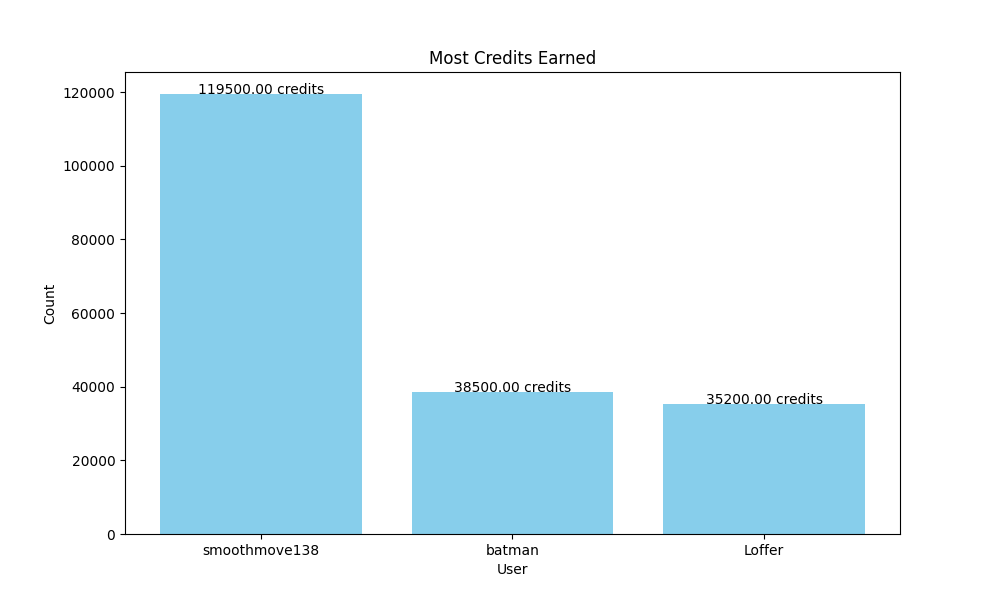 Most Credits Earned
119500.00 credits
38500.00 credits
35200.00 credits
120000
100000
80000
60000
40000
20000
0
Count
smoothmove138
batman
Loffer
User